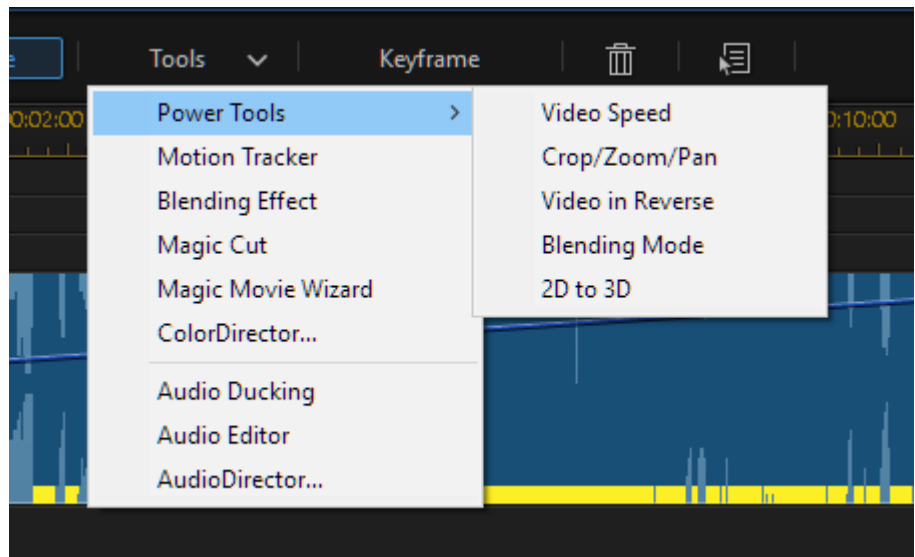 Tools
Keyframe
0:02:00
0:10:00
Power Tools
Motion Tracker
Blending Effect
Magic Cut
Magic Movie Wizard
ColorDirector...
Audio Ducking
Audio Editor
AudioDirector...
Video Speed
Crop/Zoom/Pan
Video in Reverse
Blending Mode
2D to 3D